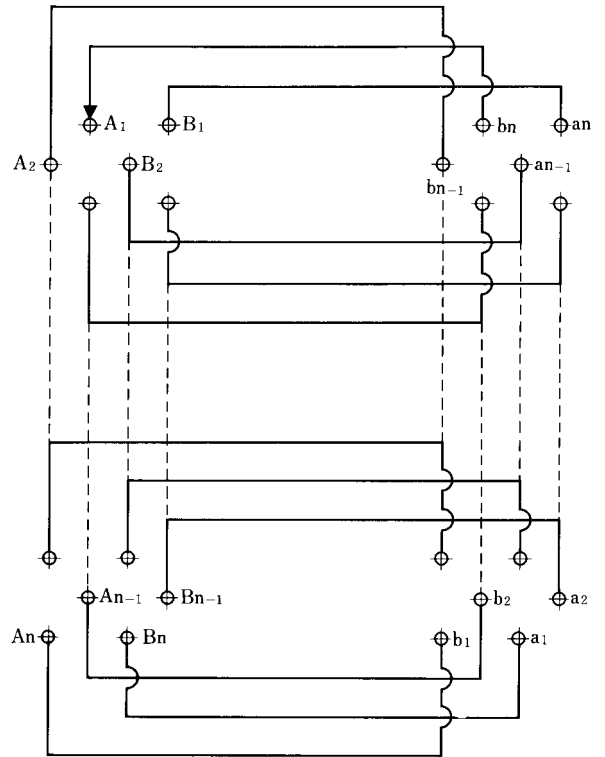 A₁ B₁ bn an
A₂ B₂ bn₋₁ an₋₁
An₋₁ Bn₋₁ b₂ a₂
An Bn b₁ a₁